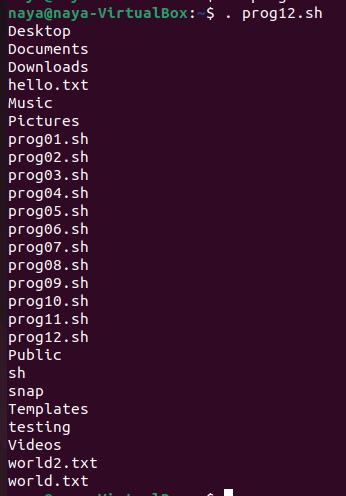 naya@naya-VirtualBox:~$ . prog12.sh
Desktop
Documents
Downloads
hello.txt
Music
Pictures
prog01.sh
prog02.sh
prog03.sh
prog04.sh
prog05.sh
prog06.sh
prog07.sh
prog08.sh
prog09.sh
prog10.sh
prog11.sh
prog12.sh
Public
sh
snap
Templates
testing
Videos
world2.txt
world.txt